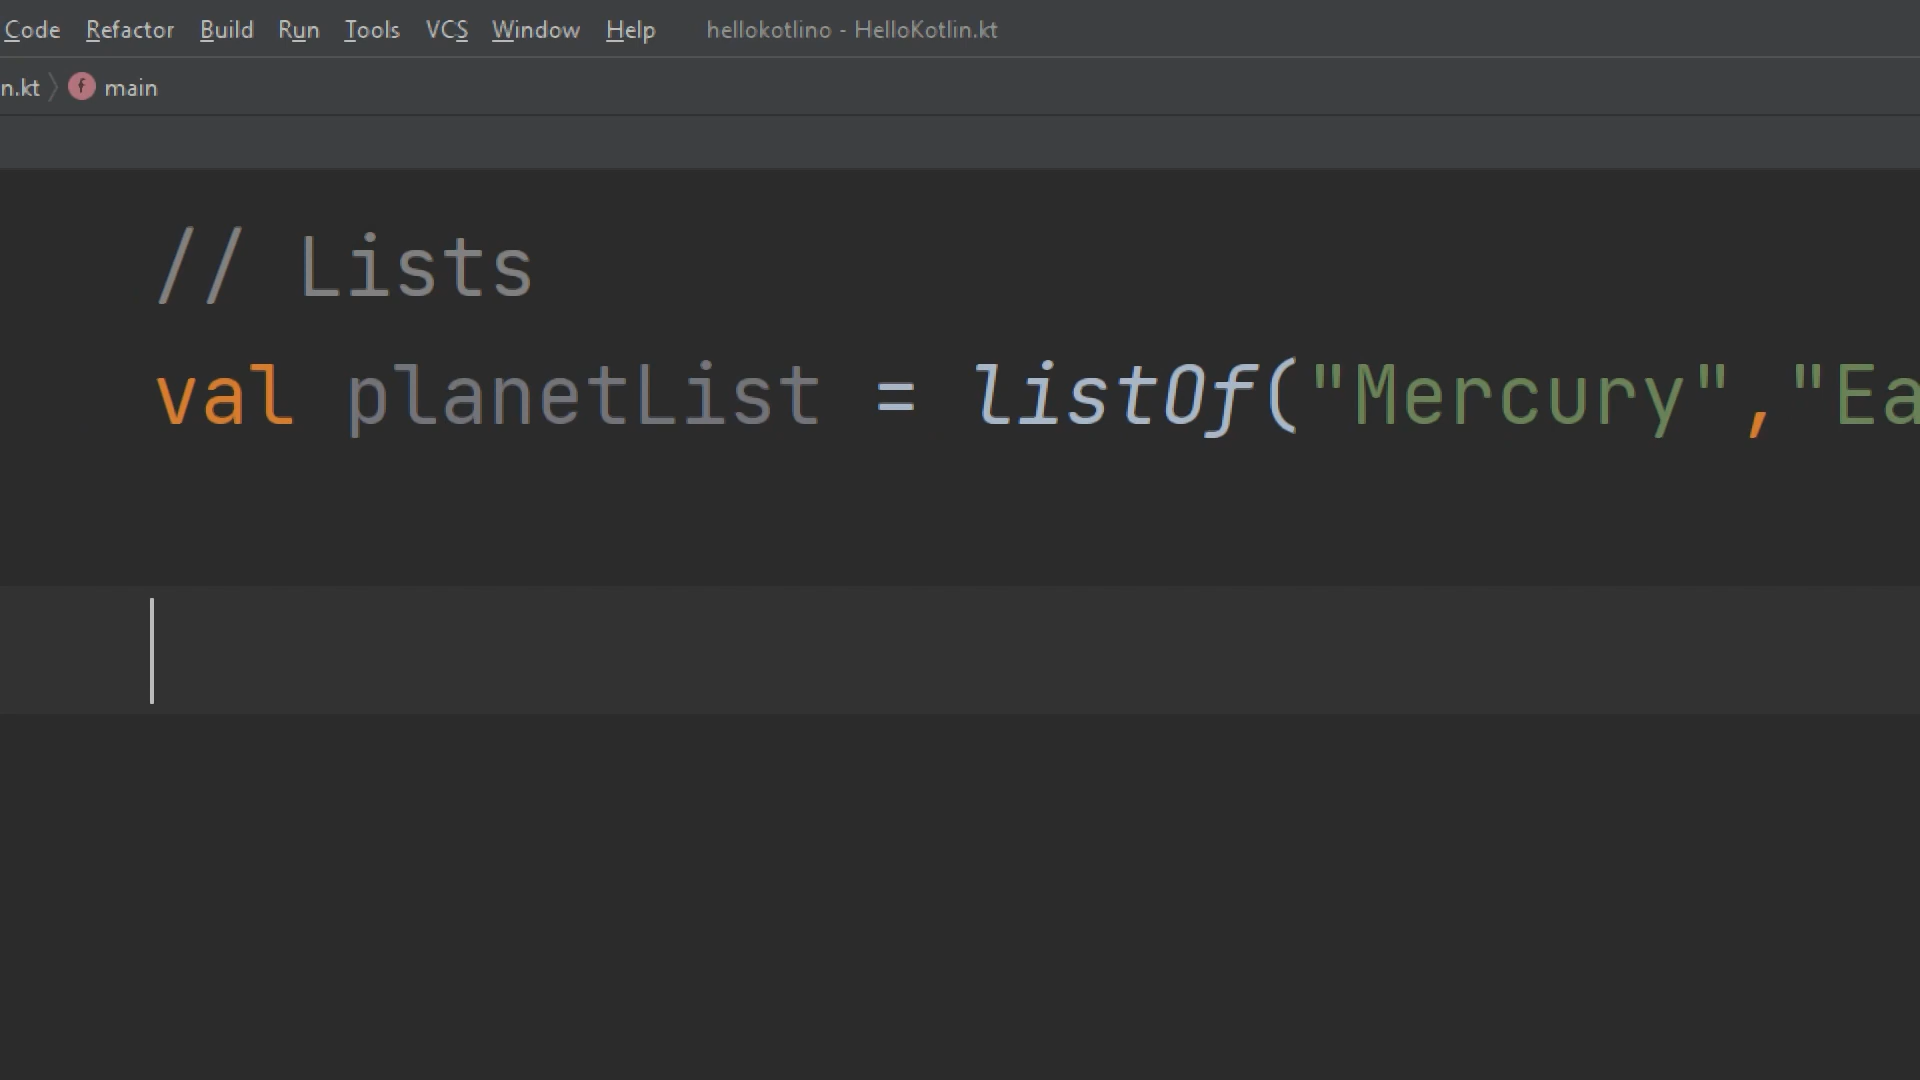 Code Refactor Build Run Tools VCS Window Help hellokotlino - HelloKotlin.kt
n.kt main
// Lists
val planetList = listOf("Mercury","Ea